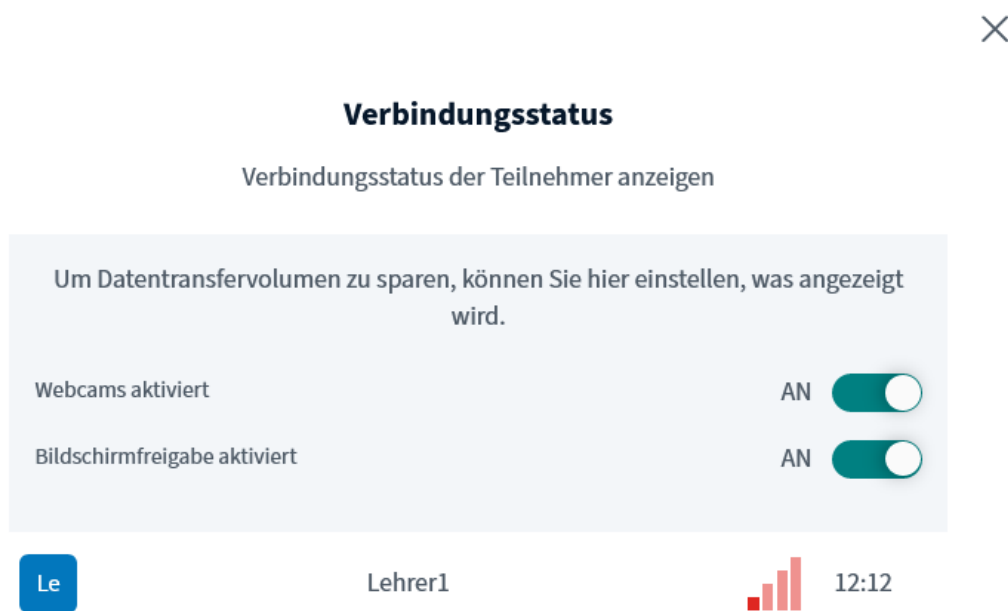 Verbindungsstatus
Verbindungsstatus der Teilnehmer anzeigen
Um Datentransfervolumen zu sparen, können Sie hier einstellen, was angezeigt
wird.
Webcams aktiviert AN
Bildschirmfreigabe aktiviert AN
Le Lehrer1 12:12